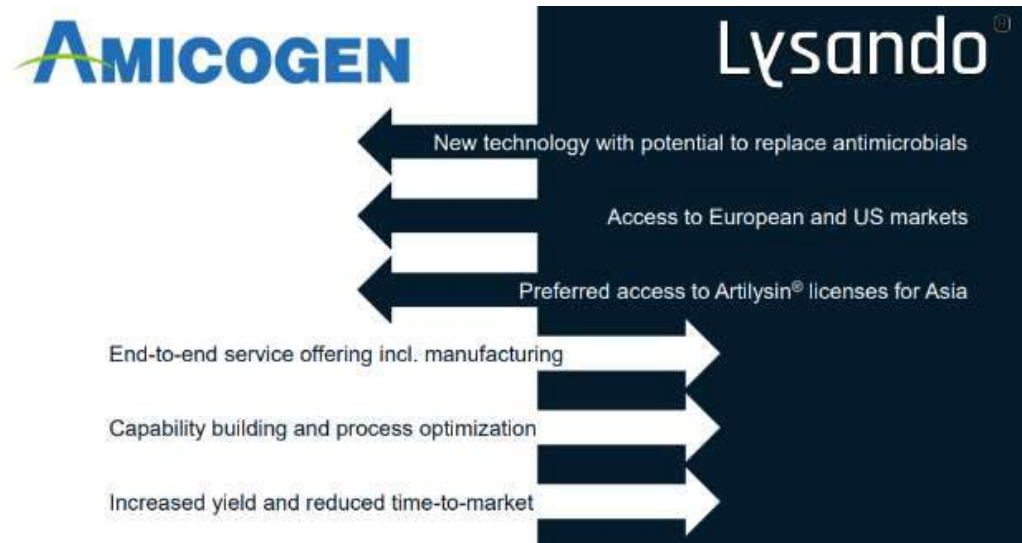 AMICOGEN
Lysando®
New technology with potential to replace antimicrobials
Access to European and US markets
Preferred access to Artilysin® licenses for Asia
End-to-end service offering incl. manufacturing
Capability building and process optimization
Increased yield and reduced time-to-market